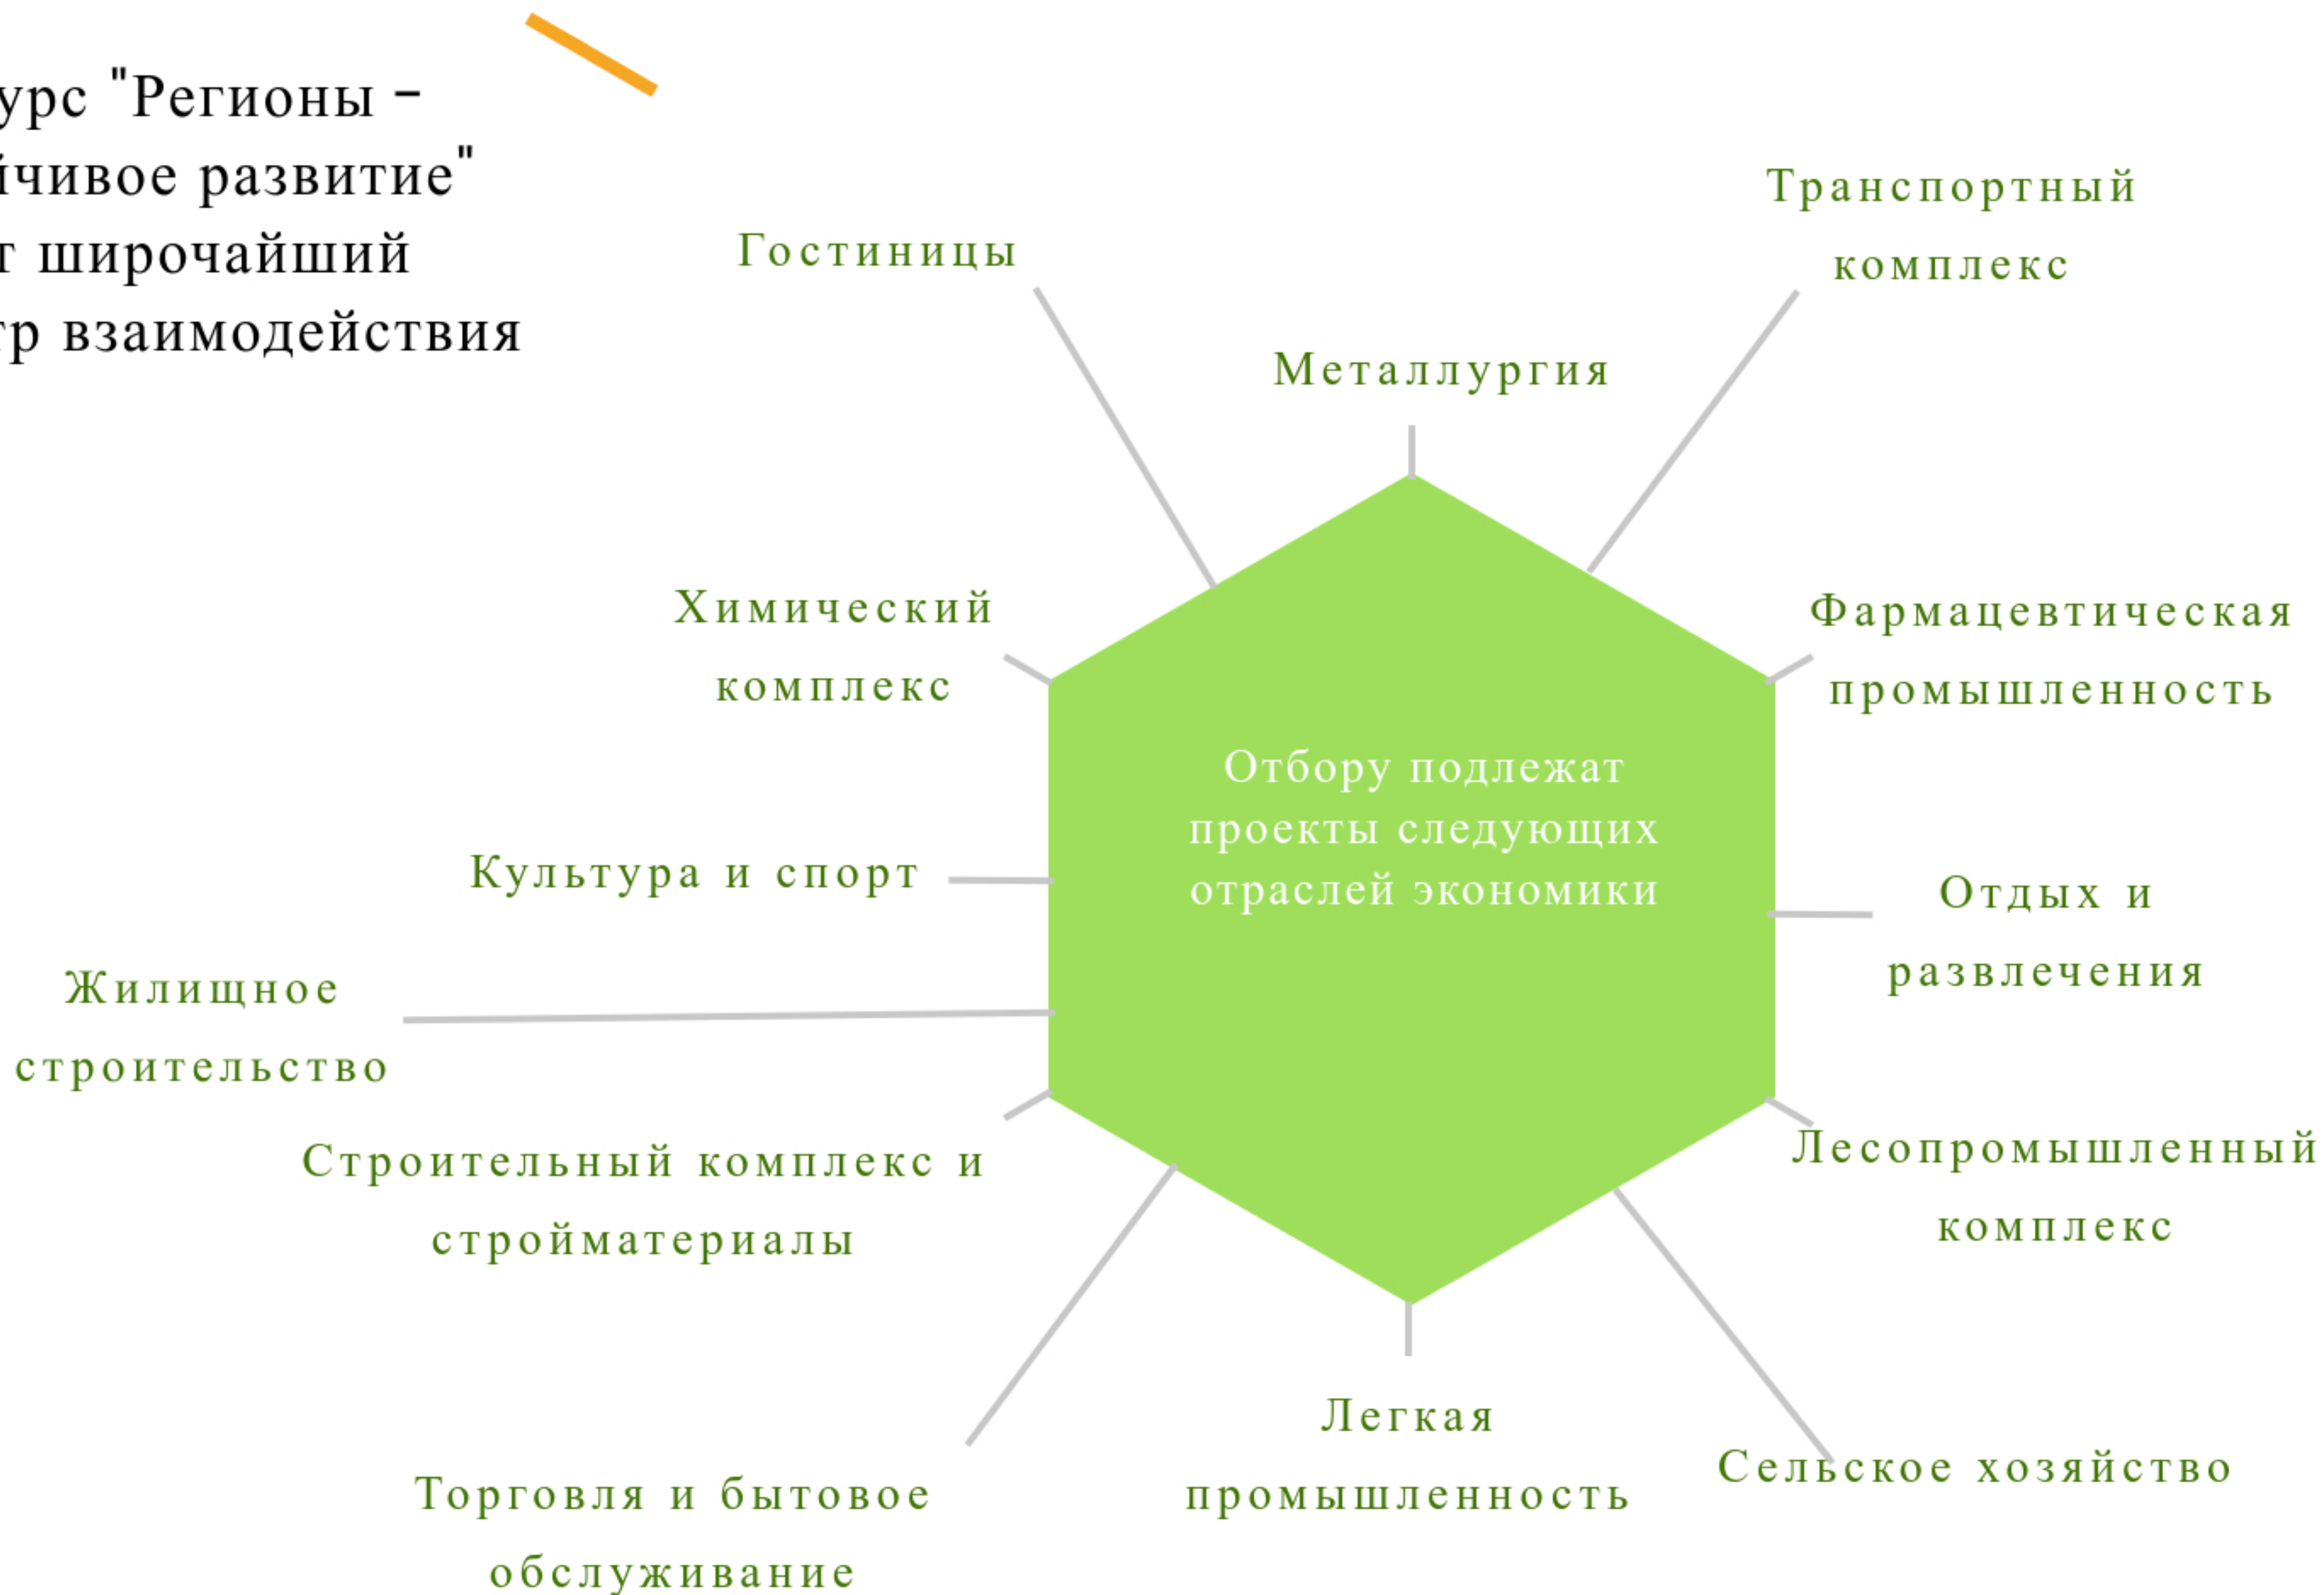 урс "Регионы –
йчивое развитие"
т широчайший
тр взаимодействия
Гостиницы
Транспортный
комплекс
Металлургия
Химический
комплекс
Фармацевтическая
промышленность
Отбору подлежат
проекты следующих
отраслей экономики
Культура и спорт
Отдых и
развлечения
Жилищное
строительство
Строительный комплекс и
стройматериалы
Лесопромышленный
комплекс
Торговля и бытовое
обслуживание
Легкая
промышленность
Сельское хозяйство